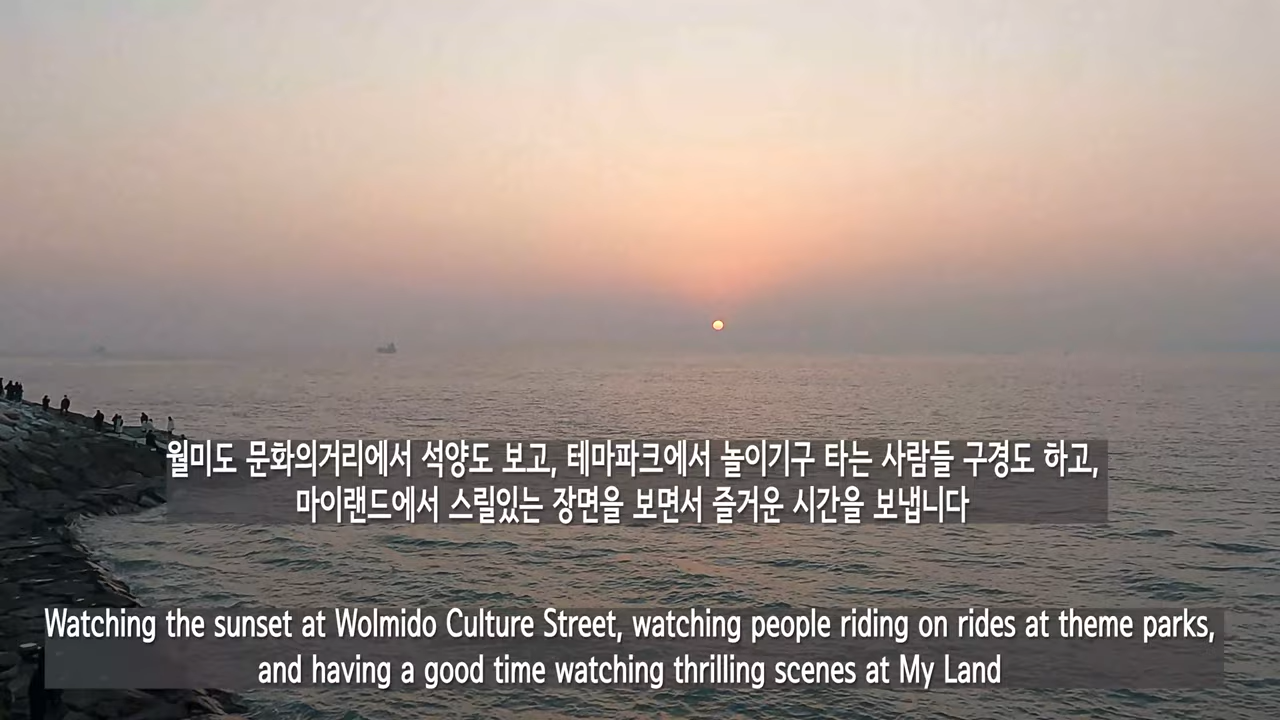 월미도 문화의거리에서 석양도 보고, 테마파크에서 놀이기구 타는 사람들 구경도 하고,
마이랜드에서 스릴있는 장면을 보면서 즐거운 시간을 보냅니다
Watching the sunset at Wolmido Culture Street, watching people riding on rides at theme parks,
and having a good time watching thrilling scenes at My Land